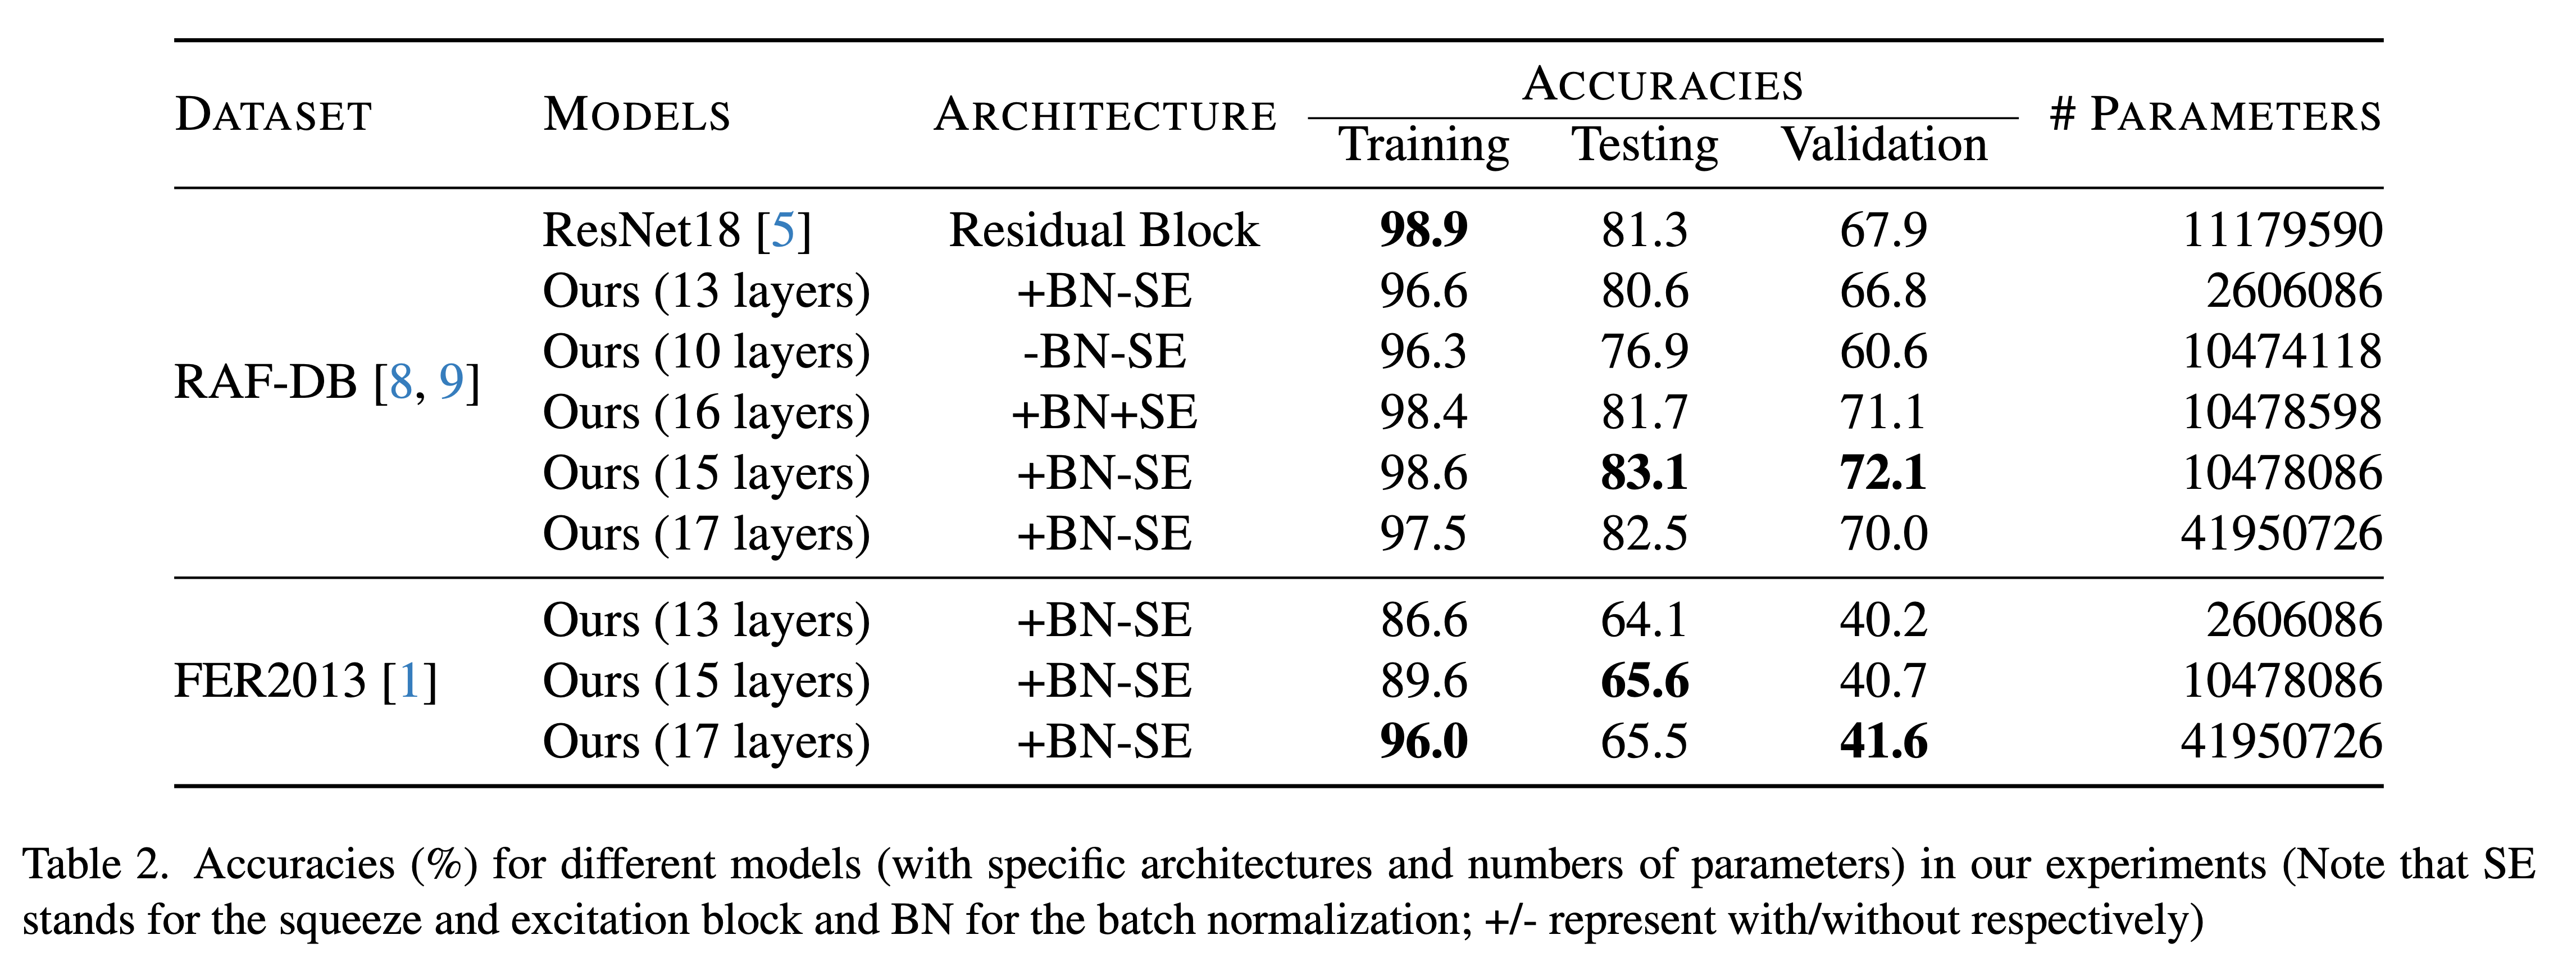 DATASET MODELS ARCHITECTURE ACCURACIES # PARAMETERS
Training Testing Validation
RAF-DB [8, 9]
ResNet18 [5] Residual Block 98.9 81.3 67.9 11179590
Ours (13 layers) +BN-SE 96.6 80.6 66.8 2606086
Ours (10 layers) -BN-SE 96.3 76.9 60.6 10474118
Ours (16 layers) +BN+SE 98.4 81.7 71.1 10478598
Ours (15 layers) +BN-SE 98.6 83.1 72.1 10478086
Ours (17 layers) +BN-SE 97.5 82.5 70.0 41950726
FER2013 [1]
Ours (13 layers) +BN-SE 86.6 64.1 40.2 2606086
Ours (15 layers) +BN-SE 89.6 65.6 40.7 10478086
Ours (17 layers) +BN-SE 96.0 65.5 41.6 41950726
Table 2. Accuracies (%) for different models (with specific architectures and numbers of parameters) in our experiments (Note that SE
stands for the squeeze and excitation block and BN for the batch normalization; +/- represent with/without respectively)